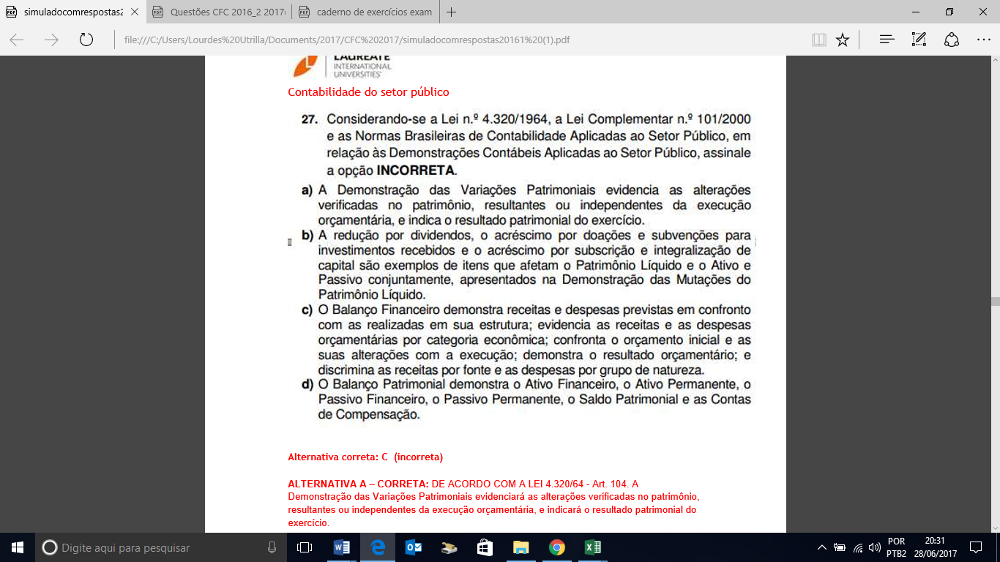 simuladocomrespostas2
Questões CFC 2016_2 2017(
caderno de exercícios exam
file:///C:/Users/Lourdes%20Utrilla/Documents/2017/CFC%202017/simuladocomrespostas20161%20(1).pdf
LAUREATE
INTERNATIONAL
UNIVERSITIES
Contabilidade do setor público
27. Considerando-se a Lei n.º 4.320/1964, a Lei Complementar n.º 101/2000
e as Normas Brasileiras de Contabilidade Aplicadas ao Setor Público, em
relação às Demonstrações Contábeis Aplicadas ao Setor Público, assinale
a opção INCORRETA.
a) A Demonstração das Variações Patrimoniais evidencia as alterações
verificadas no patrimônio, resultantes ou independentes da execução
orçamentária, e indica o resultado patrimonial do exercício.
b) A redução por dividendos, o acréscimo por doações e subvenções para
investimentos recebidos e o acréscimo por subscrição e integralização de
capital são exemplos de itens que afetam o Patrimônio Líquido e o Ativo e
Passivo conjuntamente, apresentados na Demonstração das Mutações do
Patrimônio Líquido.
c) O Balanço Financeiro demonstra receitas e despesas previstas em confronto
com as realizadas em sua estrutura; evidencia as receitas e as despesas
orçamentárias por categoria econômica; confronta o orçamento inicial e as
suas alterações com a execução; demonstra o resultado orçamentário; e
discrimina as receitas por fonte e as despesas por grupo de natureza.
d) O Balanço Patrimonial demonstra o Ativo Financeiro, o Ativo Permanente, o
Passivo Financeiro, o Passivo Permanente, o Saldo Patrimonial e as Contas
de Compensação.
Alternativa correta: C (incorreta)
ALTERNATIVA A – CORRETA: DE ACORDO COM A LEI 4.320/64 - Art. 104. A
Demonstração das Variações Patrimoniais evidenciará as alterações verificadas no patrimônio,
resultantes ou independentes da execução orçamentária, e indicará o resultado patrimonial do
exercício.
Digite aqui para pesquisar
POR
PTB2
20:31
28/06/2017